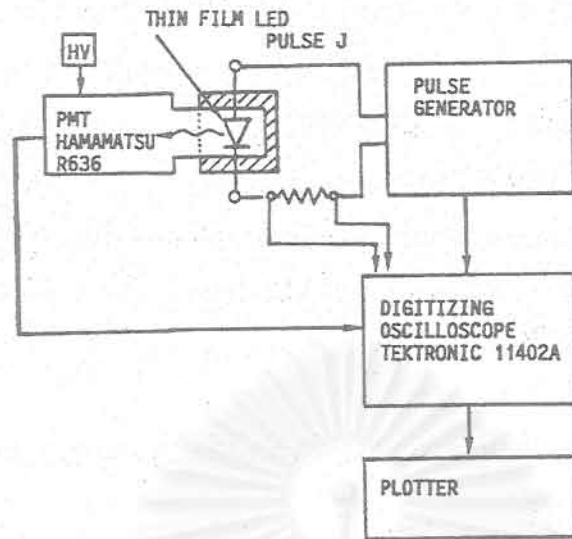 THIN FILM LED
PULSE J
HV
PMT
HAMAMATSU
R636
PULSE
GENERATOR
DIGITIZING
OSCILLOSCOPE
TEKTRONIC 11402A
PLOTTER